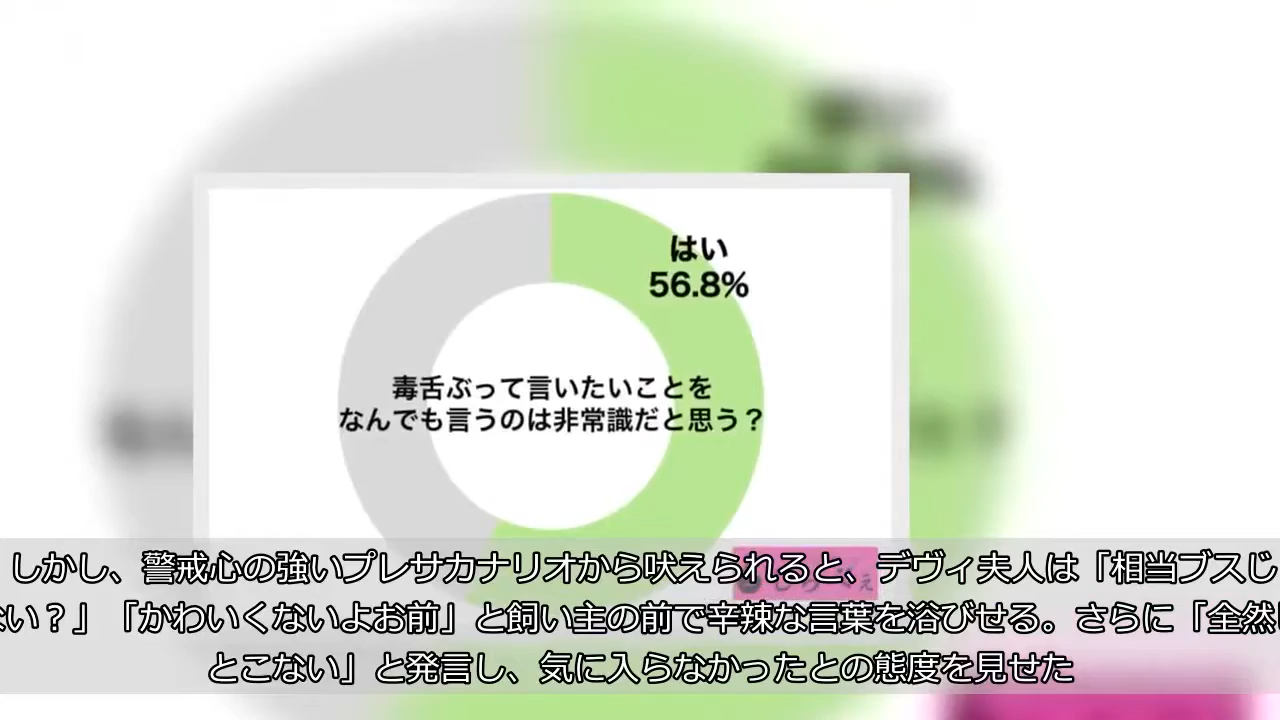 はい
56.8%
毒舌ぶって言いたいことを
なんでも言うのは非常識だと思う？
しかし、警戒心の強いプレサカナリオから吠えられると、デヴィ夫人は「相当ブスじ
ない？」「かわいくないよお前」と飼い主の前で辛辣な言葉を浴びせる。さらに「全然
とこない」と発言し、気に入らなかったとの態度を見せた